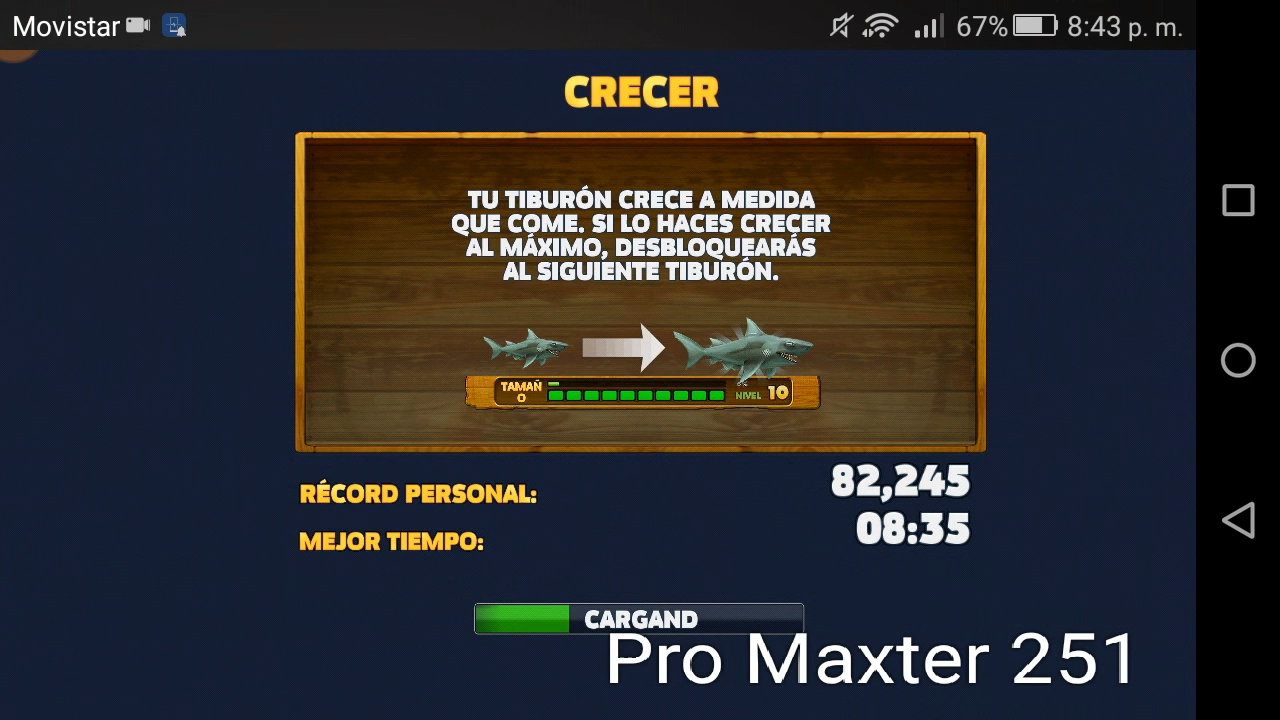 Movistar
67% 8:43 p. m.
CRECER
TU TIBURÓN CRECE A MEDIDA
QUE COME. SI LO HACES CRECER
AL MÁXIMO, DESBLOQUEARÁS
AL SIGUIENTE TIBURÓN.
TAMAÑ
O
NIVEL 10
RÉCORD PERSONAL: 82,245
MEJOR TIEMPO: 08:35
CARGAND
Pro Maxter 251